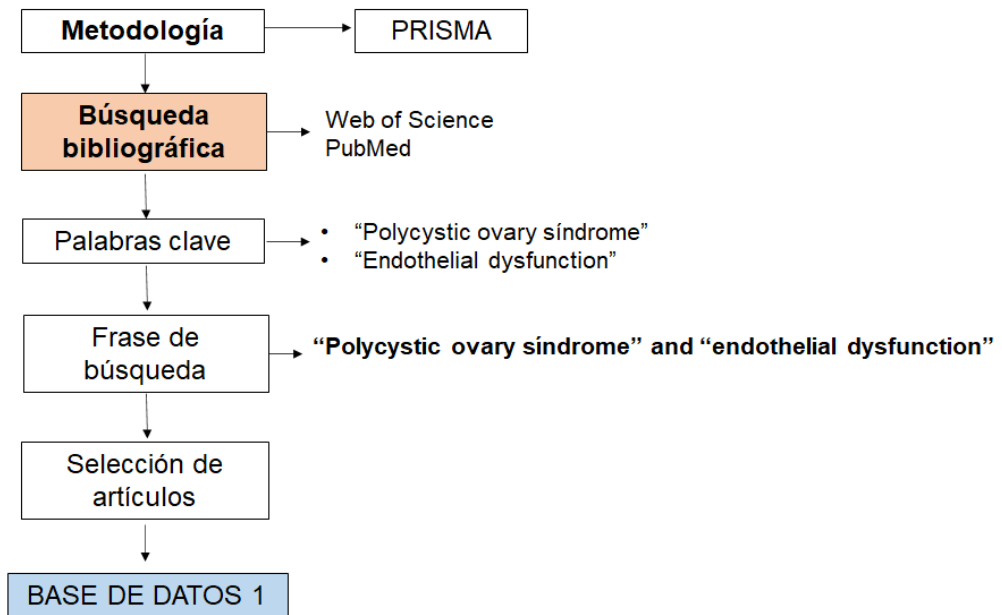 Metodología
PRISMA
Búsqueda
bibliográfica
Web of Science
PubMed
Palabras clave
• “Polycystic ovary síndrome”
• “Endothelial dysfunction”
Frase de
búsqueda
“Polycystic ovary síndrome” and “endothelial dysfunction”
Selección de
artículos
BASE DE DATOS 1